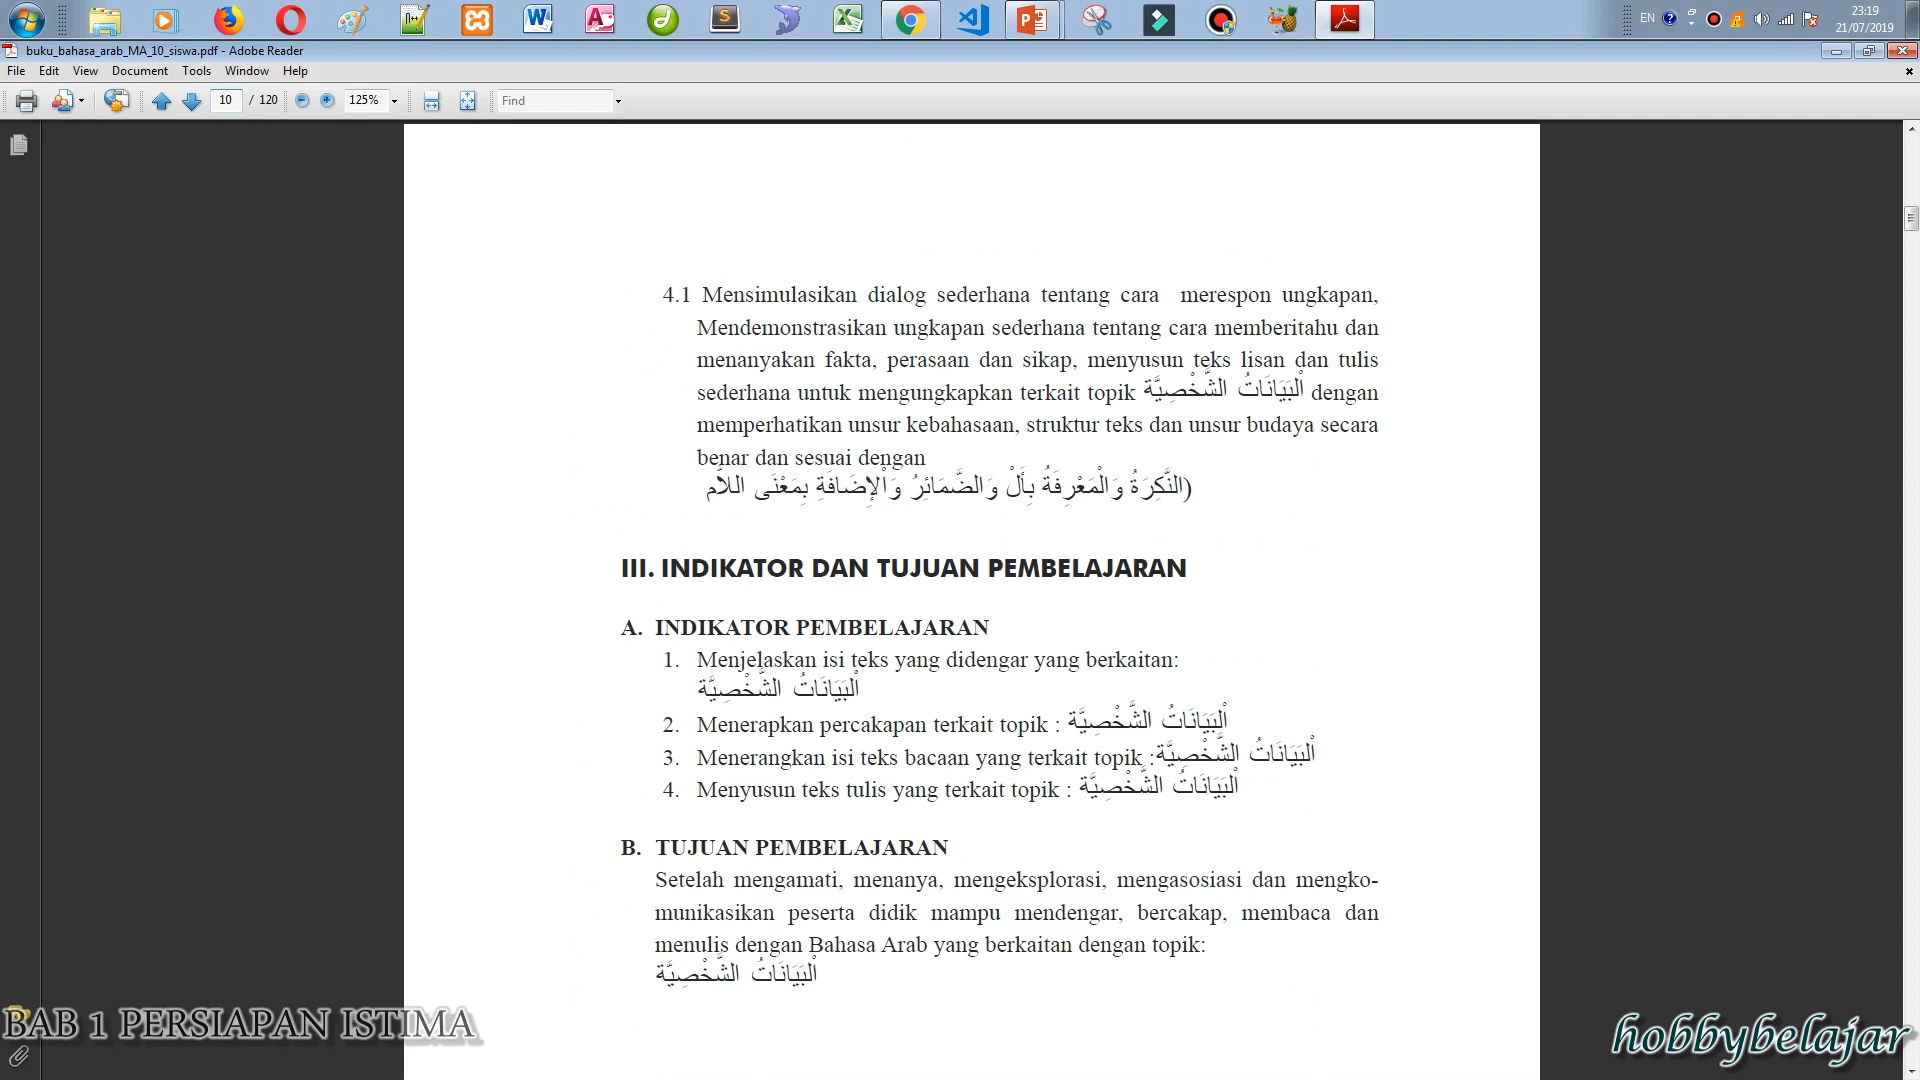 EN
23:19
21/07/2019
buku_bahasa_arab_MA_10_siswa.pdf - Adobe Reader
File Edit View Document Tools Window Help
10 / 120 125% Find
4.1 Mensimulasikan dialog sederhana tentang cara merespon ungkapan,
Mendemonstrasikan ungkapan sederhana tentang cara memberitahu dan
menanyakan fakta, perasaan dan sikap, menyusun teks lisan dan tulis
sederhana untuk mengungkapkan terkait topik الْبَيَانَاتُ الشَّخْصِيَّة dengan
memperhatikan unsur kebahasaan, struktur teks dan unsur budaya secara
benar dan sesuai dengan
(النَّكِرَةُ وَالْمَعْرِفَةُ بِأَلْ وَالضَّمَائِرُ وَالْإِضَافَةِ بِمَعْنَى اللاَّم
III. INDIKATOR DAN TUJUAN PEMBELAJARAN
A. INDIKATOR PEMBELAJARAN
1. Menjelaskan isi teks yang didengar yang berkaitan:
الْبَيَانَاتُ الشَّخْصِيَّة
2. Menerapkan percakapan terkait topik : الْبَيَانَاتُ الشَّخْصِيَّة
3. Menerangkan isi teks bacaan yang terkait topik :الْبَيَانَاتُ الشَّخْصِيَّة
4. Menyusun teks tulis yang terkait topik : الْبَيَانَاتُ الشَّخْصِيَّة
B. TUJUAN PEMBELAJARAN
Setelah mengamati, menanya, mengeksplorasi, mengasosiasi dan mengko-
munikasikan peserta didik mampu mendengar, bercakap, membaca dan
menulis dengan Bahasa Arab yang berkaitan dengan topik:
الْبَيَانَاتُ الشَّخْصِيَّة
BAB 1 PERSIAPAN ISTIMA
hobbybelajar